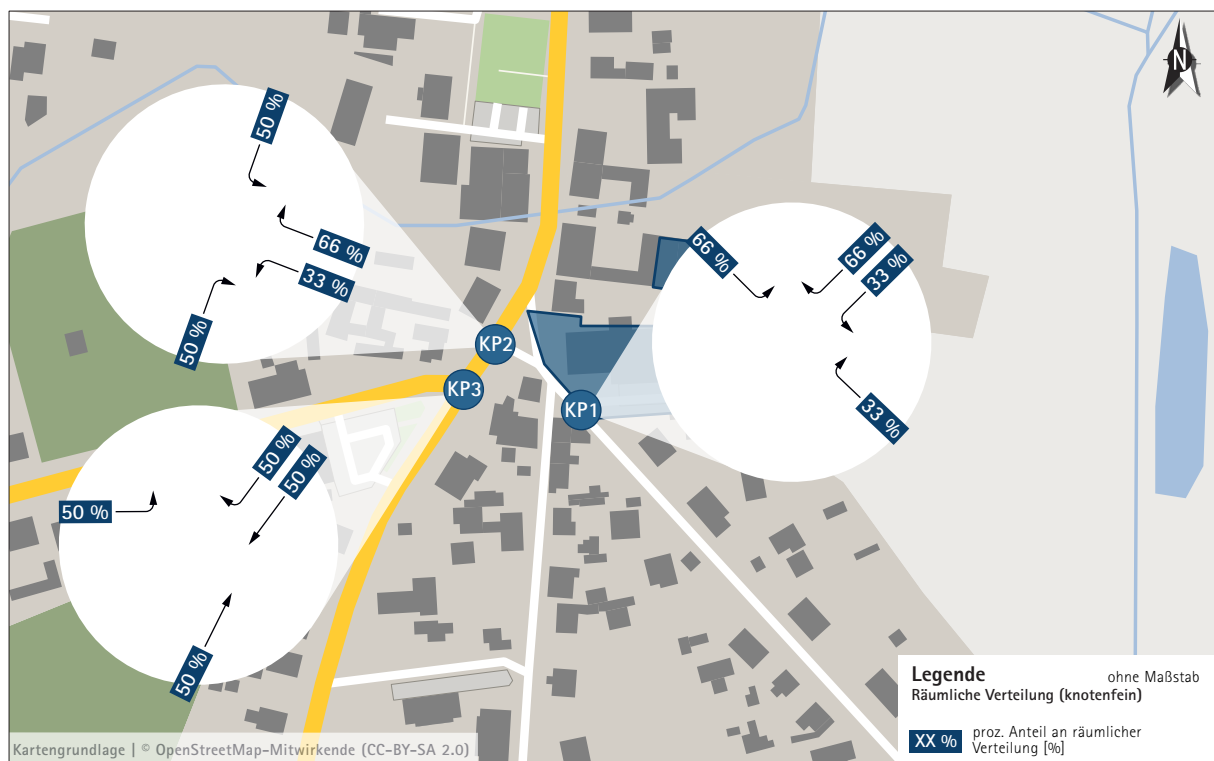 N
50 %
66 %
33 %
50 %
66 %
66 %
33 %
33 %
KP2
KP3
KP1
50 %
50 %
50 %
50 %
Legende
ohne Maßstab
Räumliche Verteilung (knotenfein)
XX %
proz. Anteil an räumlicher
Verteilung [%]
Kartengrundlage | © OpenStreetMap-Mitwirkende (CC-BY-SA 2.0)